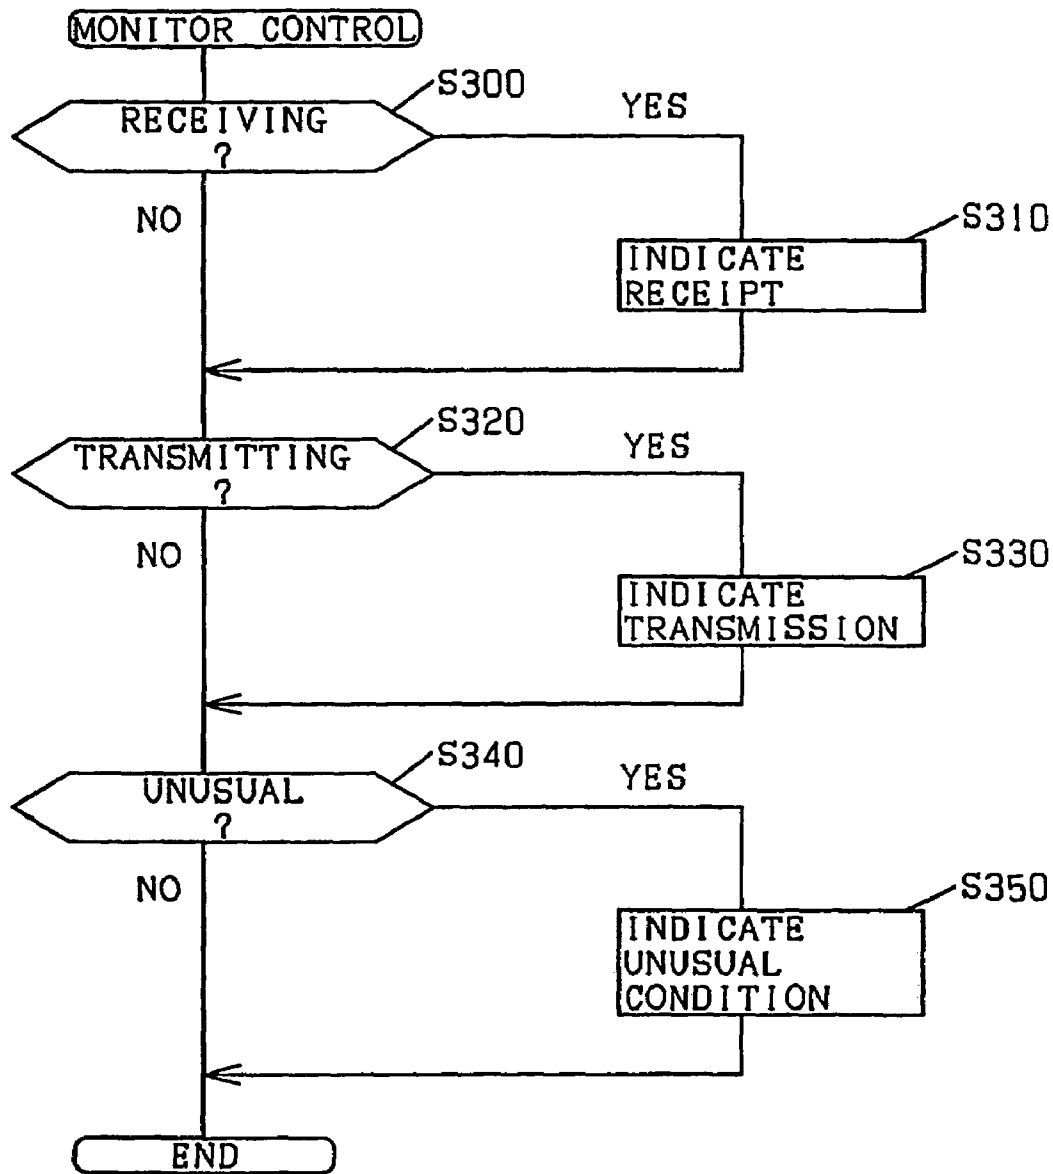 MONITOR CONTROL
S300
RECEIVING
?
YES
NO
S310
INDICATE
RECEIPT
S320
TRANSMITTING
?
YES
NO
S330
INDICATE
TRANSMISSION
S340
UNUSUAL
?
YES
NO
S350
INDICATE
UNUSUAL
CONDITION
END